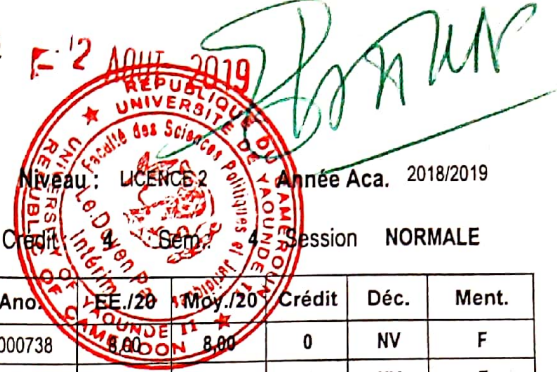 2 AOUT 2019
REPUBLIQUE DU CAMEROUN
UNIVERSITE DE YAOUNDE II
Faculté des Sciences Politiques et Juridiques
Niveau : LICENCE 2 Année Aca. 2018/2019
Le Doyen Par Intérim
UNIVERSITY OF YAOUNDE II
REPUBLIC OF CAMEROON
Crédit : 4 Sem. : 4 Session NORMALE
Ano. EE./20 Moy./20 Crédit Déc. Ment.
000738 8,00 8,00 0 NV F